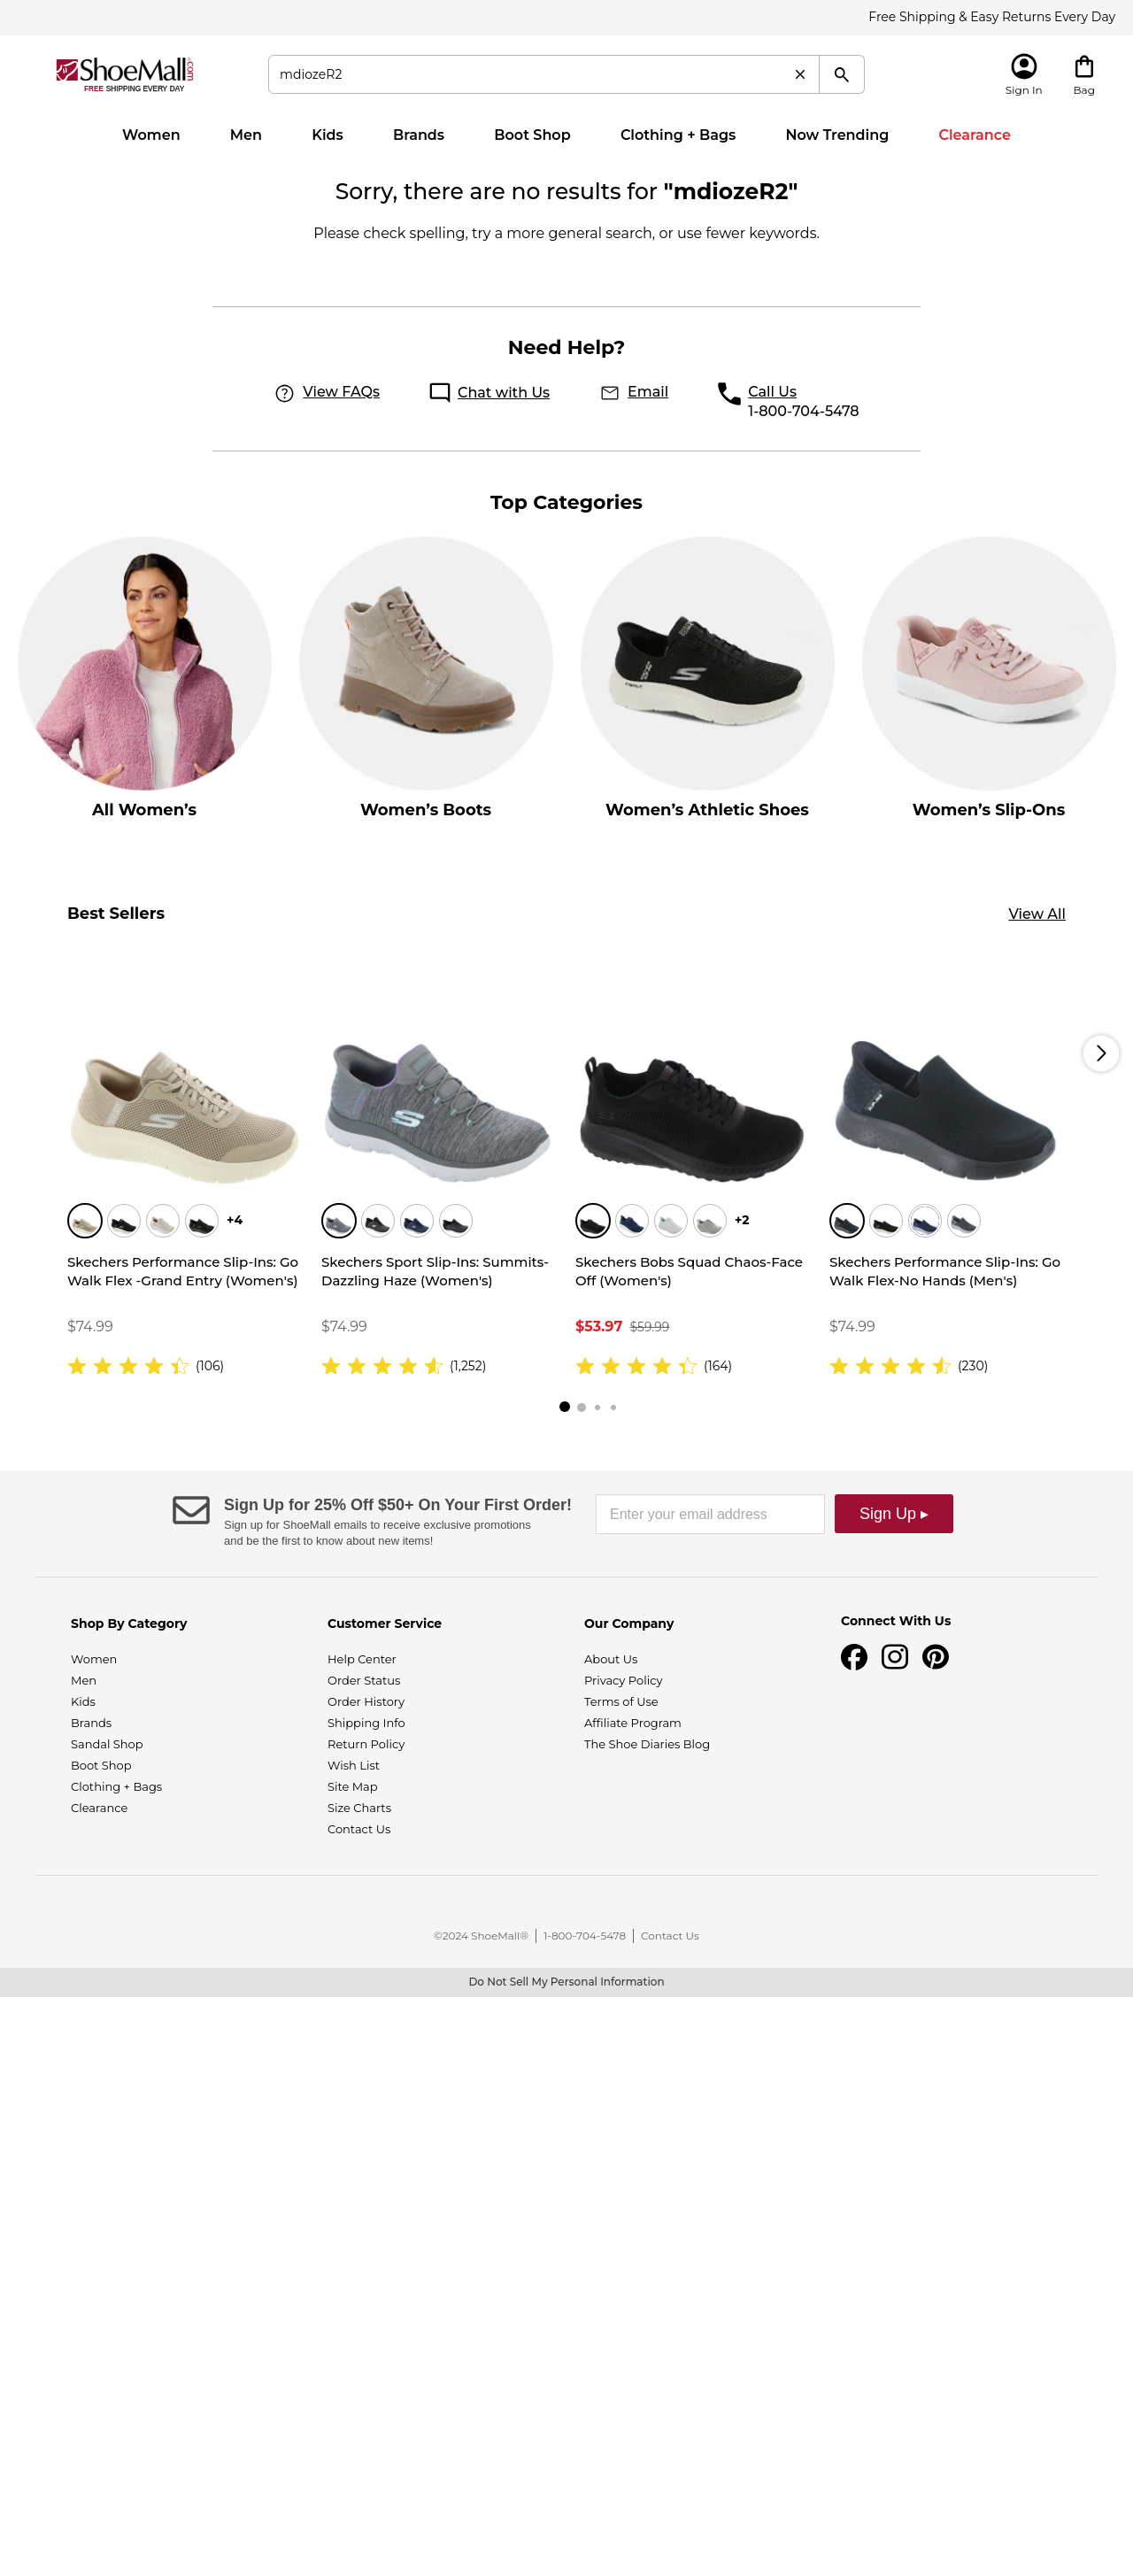 Free Shipping & Easy Returns Every Day
ShoeMall.com
FREE SHIPPING EVERY DAY
mdiozeR2
Sign In
Bag
Women
Men
Kids
Brands
Boot Shop
Clothing + Bags
Now Trending
Clearance
Sorry, there are no results for "mdiozeR2"
Please check spelling, try a more general search, or use fewer keywords.
Need Help?
View FAQs
Chat with Us
Email
Call Us
1-800-704-5478
Top Categories
All Women’s
Women’s Boots
Women’s Athletic Shoes
Women’s Slip-Ons
Best Sellers
View All
+4
Skechers Performance Slip-Ins: Go
Walk Flex -Grand Entry (Women's)
$74.99
(106)
Skechers Sport Slip-Ins: Summits-
Dazzling Haze (Women's)
$74.99
(1,252)
+2
Skechers Bobs Squad Chaos-Face
Off (Women's)
$53.97 $59.99
(164)
Skechers Performance Slip-Ins: Go
Walk Flex-No Hands (Men's)
$74.99
(230)
Sign Up for 25% Off $50+ On Your First Order!
Sign up for ShoeMall emails to receive exclusive promotions
and be the first to know about new items!
Enter your email address
Sign Up ▸
Shop By Category
Women
Men
Kids
Brands
Sandal Shop
Boot Shop
Clothing + Bags
Clearance
Customer Service
Help Center
Order Status
Order History
Shipping Info
Return Policy
Wish List
Site Map
Size Charts
Contact Us
Our Company
About Us
Privacy Policy
Terms of Use
Affiliate Program
The Shoe Diaries Blog
Connect With Us
©2024 ShoeMall® | 1-800-704-5478 | Contact Us
Do Not Sell My Personal Information